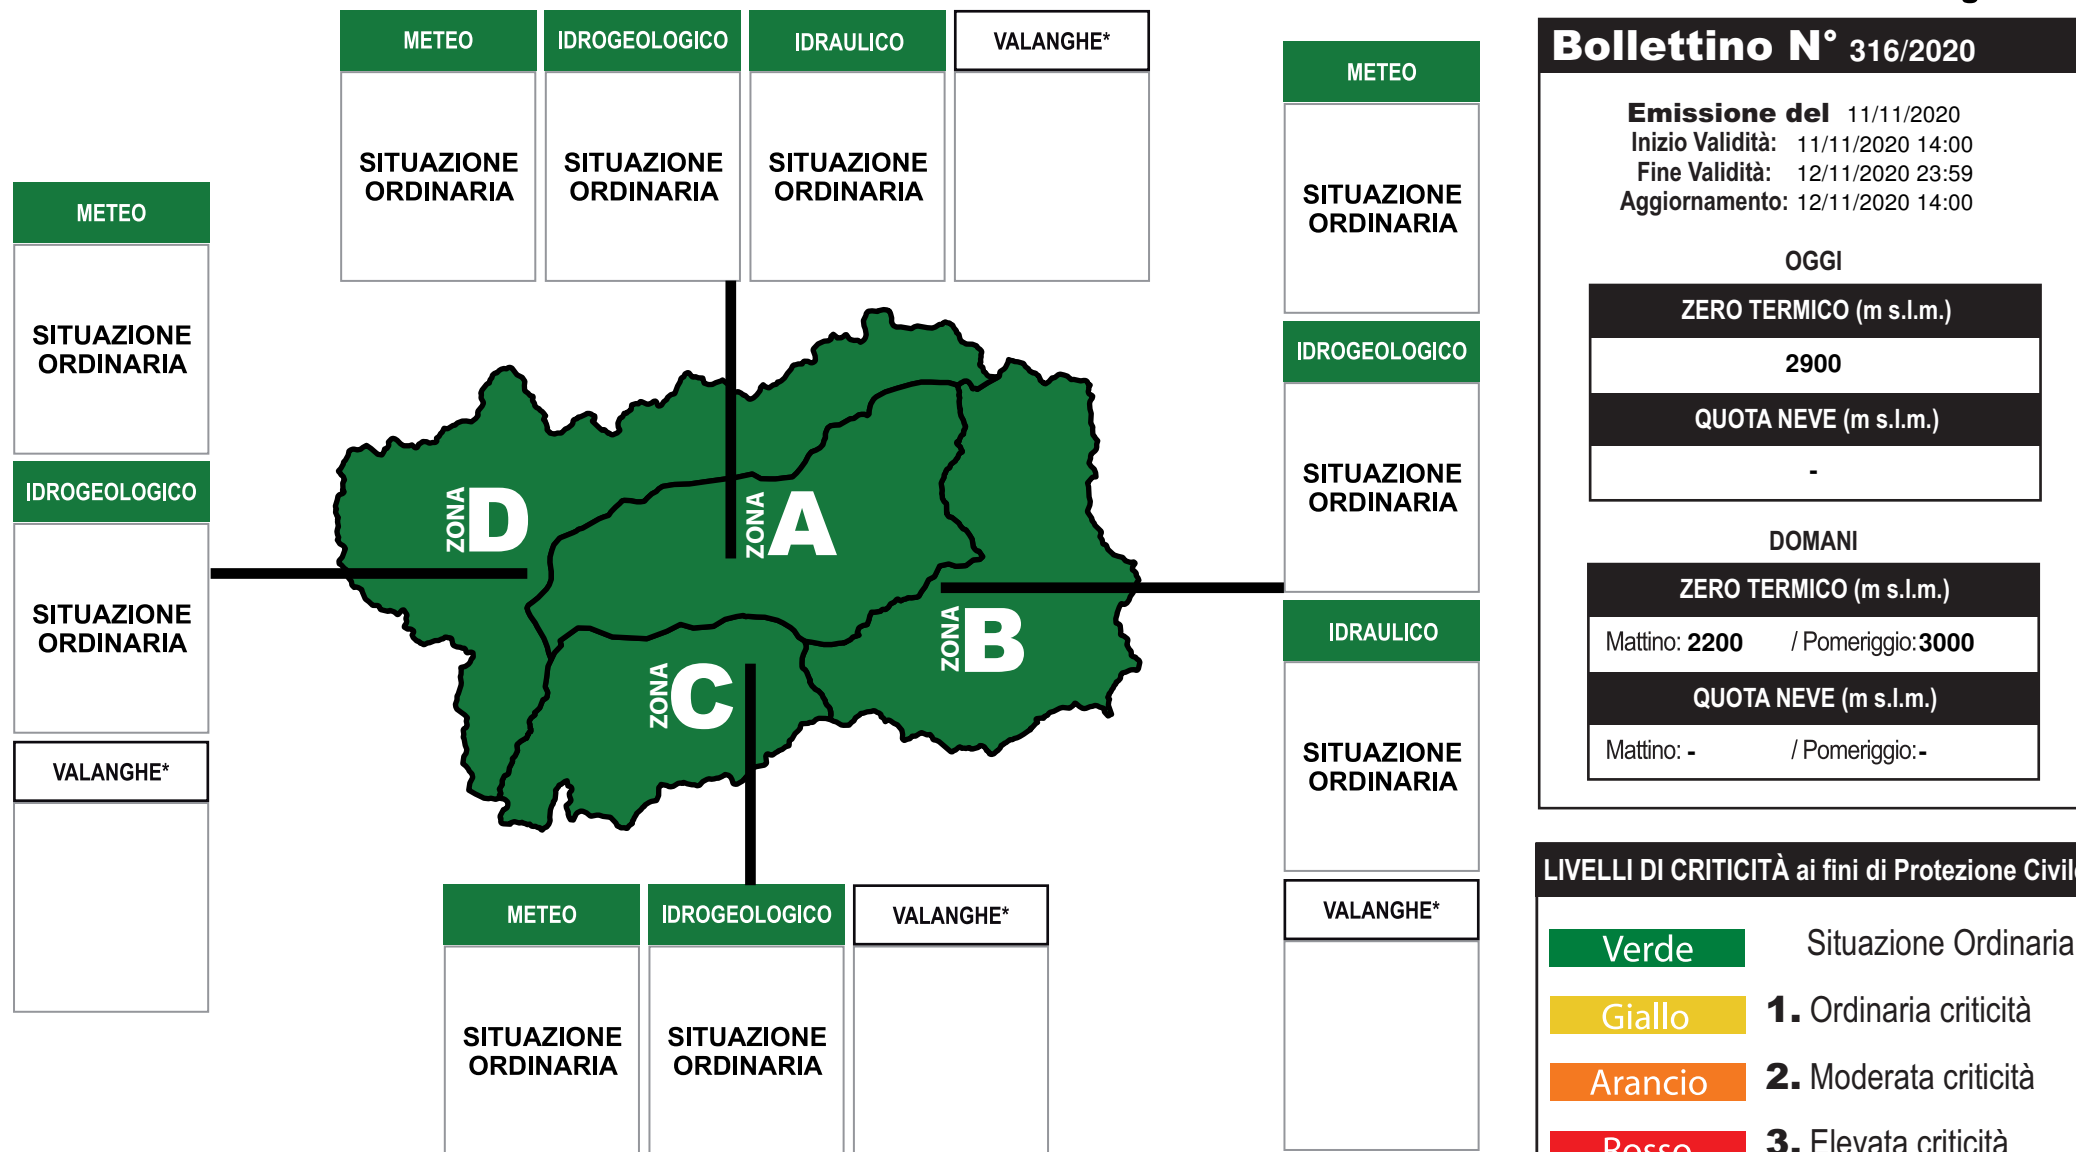 METEO
IDROGEOLOGICO
IDRAULICO
VALANGHE*
SITUAZIONE
ORDINARIA
SITUAZIONE
ORDINARIA
SITUAZIONE
ORDINARIA
METEO
SITUAZIONE
ORDINARIA
IDROGEOLOGICO
SITUAZIONE
ORDINARIA
VALANGHE*
ZONA D
ZONA A
ZONA B
ZONA C
METEO
SITUAZIONE
ORDINARIA
IDROGEOLOGICO
SITUAZIONE
ORDINARIA
IDRAULICO
SITUAZIONE
ORDINARIA
VALANGHE*
METEO
IDROGEOLOGICO
VALANGHE*
SITUAZIONE
ORDINARIA
SITUAZIONE
ORDINARIA
Bollettino N° 316/2020
Emissione del 11/11/2020
Inizio Validità: 11/11/2020 14:00
Fine Validità: 12/11/2020 23:59
Aggiornamento: 12/11/2020 14:00
OGGI
ZERO TERMICO (m s.l.m.)
2900
QUOTA NEVE (m s.l.m.)
-
DOMANI
ZERO TERMICO (m s.l.m.)
Mattino: 2200 / Pomeriggio: 3000
QUOTA NEVE (m s.l.m.)
Mattino: - / Pomeriggio: -
LIVELLI DI CRITICITÀ ai fini di Protezione Civile
Verde Situazione Ordinaria
Giallo 1. Ordinaria criticità
Arancio 2. Moderata criticità
Rosso 3. Elevata criticità